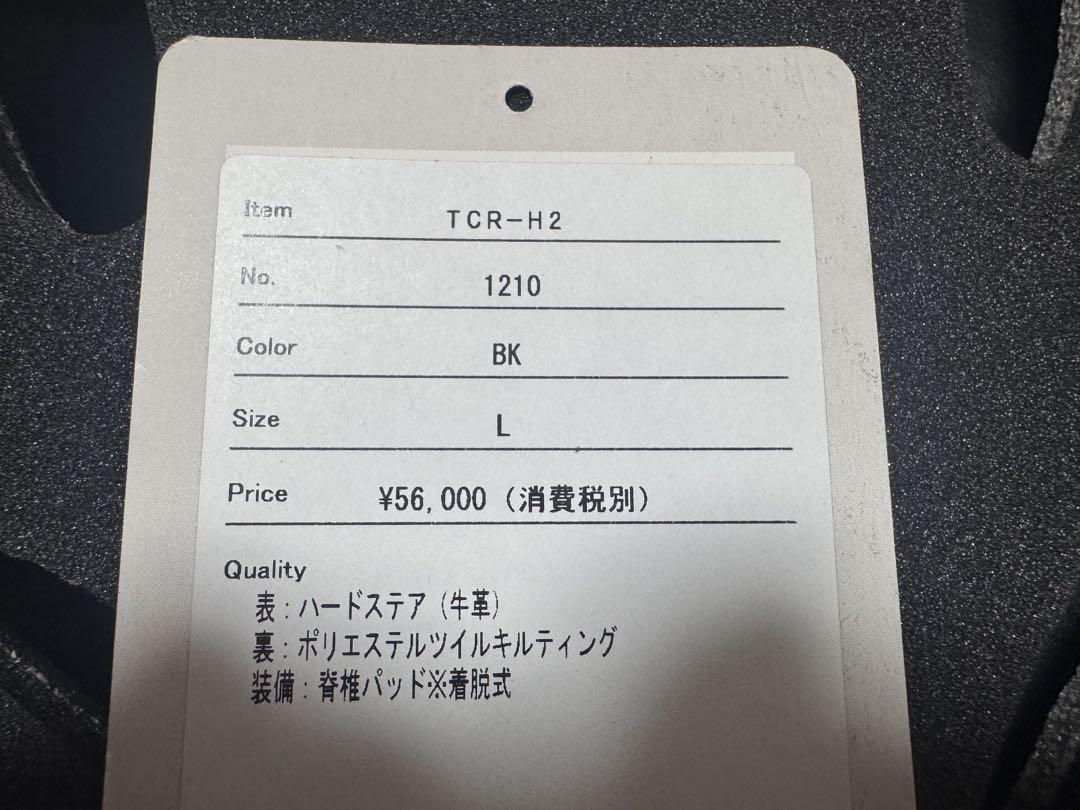 Item TCR-H2
No. 1210
Color BK
Size L
Price ¥56,000 (消費税別)
Quality
表:ハードステア(牛革)
裏:ポリエステルツイルキルティング
装備:脊椎パッド※着脱式